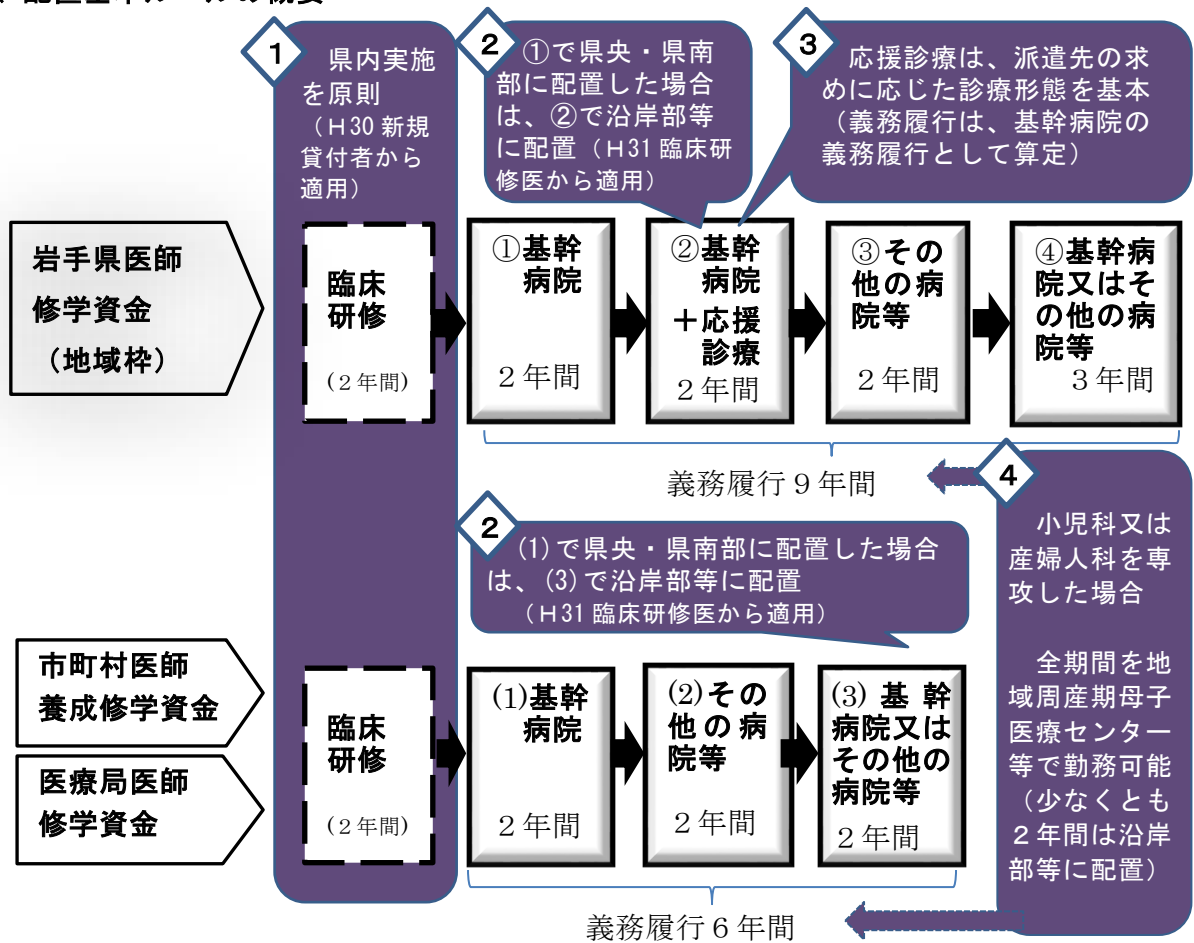 1
県内実施
を原則
（Ｈ30 新規
貸付者から
適用）
2
①で県央・県南
部に配置した場合
は、②で沿岸部等
に配置（Ｈ31 臨床研
修医から適用）
3
応援診療は、派遣先の求
めに応じた診療形態を基本
（義務履行は、基幹病院の
義務履行として算定）
岩手県医師
修学資金
（地域枠）
臨床
研修
(２年間)
①基幹
病院
２年間
②基幹
病院
＋応援
診療
２年間
③その
他の病
院等
２年間
④基幹病
院又はそ
の他の病
院等
３年間
義務履行９年間
4
小児科又は
産婦人科を専
攻した場合
全期間を地
域周産期母子
医療センター
等で勤務可能
（少なくとも
２年間は沿岸
部等に配置）
2
(1)で県央・県南部に配置した場合
は、(3)で沿岸部等に配置
（Ｈ31 臨床研修医から適用）
市町村医師
養成修学資金
医療局医師
修学資金
臨床
研修
(２年間)
(1)基幹
病院
２年間
(2)その
他の病
院等
２年間
(3) 基幹
病院又は
その他の
病院等
２年間
義務履行６年間